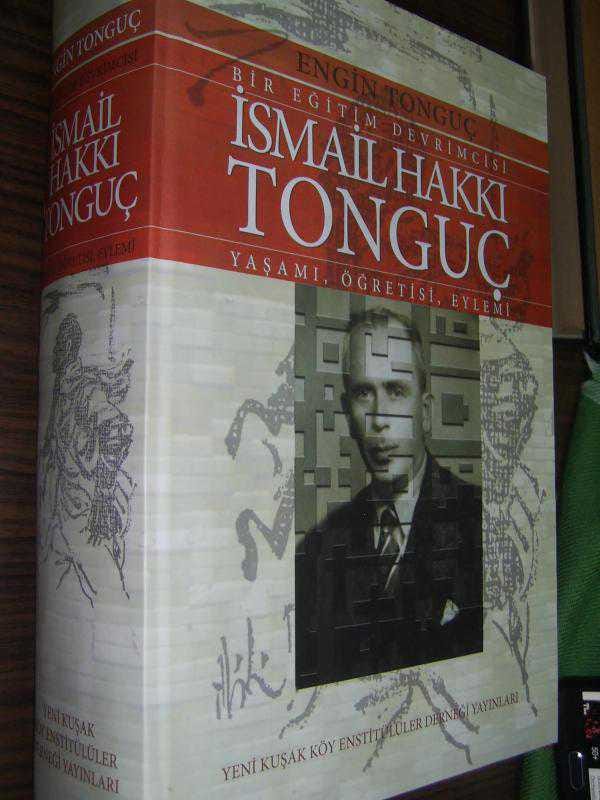 ENGİN TONGUÇ
BİR EĞİTİM DEVRİMCİSİ
İSMAİL HAKKI
TONGUÇ
YAŞAMI, ÖĞRETİSİ, EYLEMİ
YENİ KUŞAK KÖY ENSTİTÜLÜLER DERNEĞİ YAYINLARI
ENGİN TONGUÇ
İSMAİL
HAKKI
TONGUÇ
EYLEMİ
YENİ KUŞAK
KÖY ENSTİTÜLÜLER
DERNEĞİ YAYINLARI